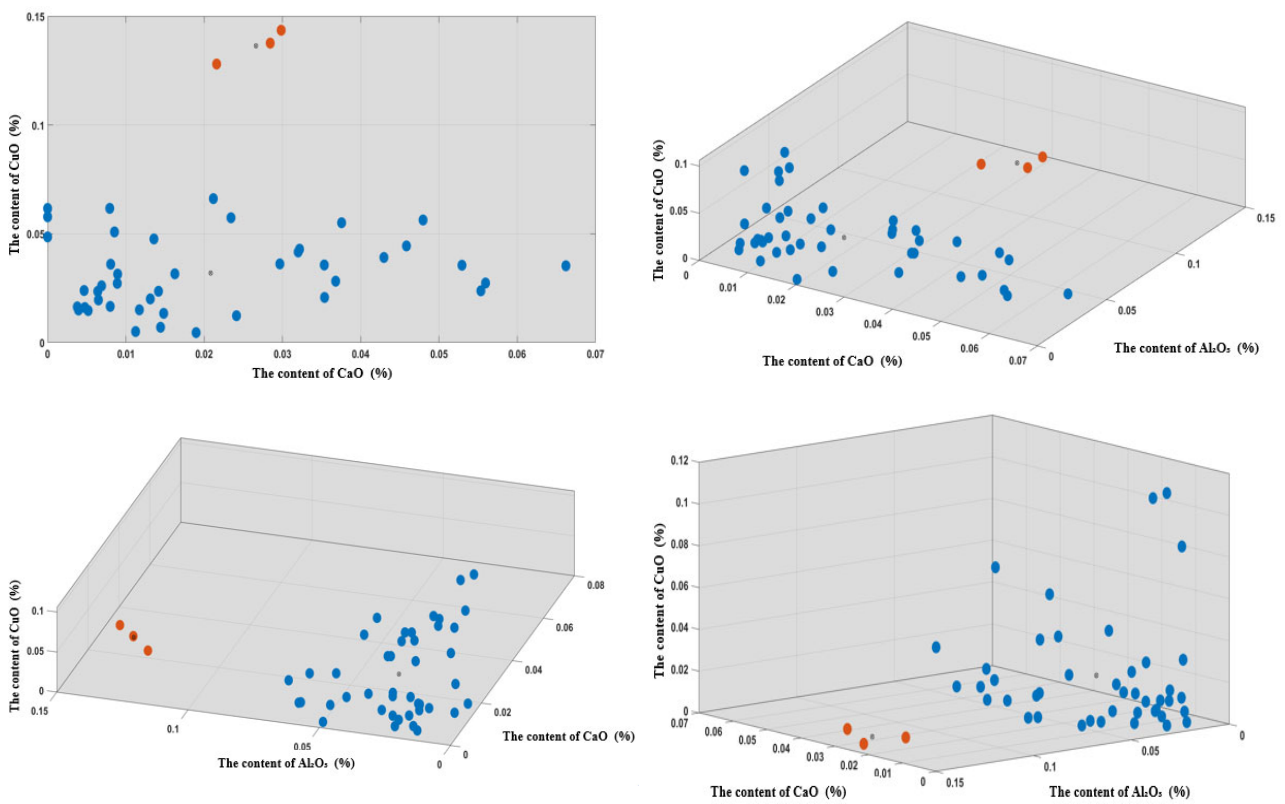 0.15
0.1
0.05
0
The content of CuO (%)
0 0.01 0.02 0.03 0.04 0.05 0.06 0.07
The content of CaO (%)
0.1
0.05
0
The content of CuO (%)
0 0.01 0.02 0.03 0.04 0.05 0.06 0.07
The content of CaO (%)
0.15
0.1
0.05
0
The content of Al₂O₃ (%)
0.1
0.05
0
The content of CuO (%)
0.15 0.1 0.05 0
The content of Al₂O₃ (%)
0.08
0.06
0.04
0.02
0
The content of CaO (%)
0.12
0.1
0.08
0.06
0.04
0.02
0
The content of CuO (%)
0.07 0.06 0.05 0.04 0.03 0.02 0.01 0
The content of CaO (%)
0.15 0.1 0.05 0
The content of Al₂O₃ (%)